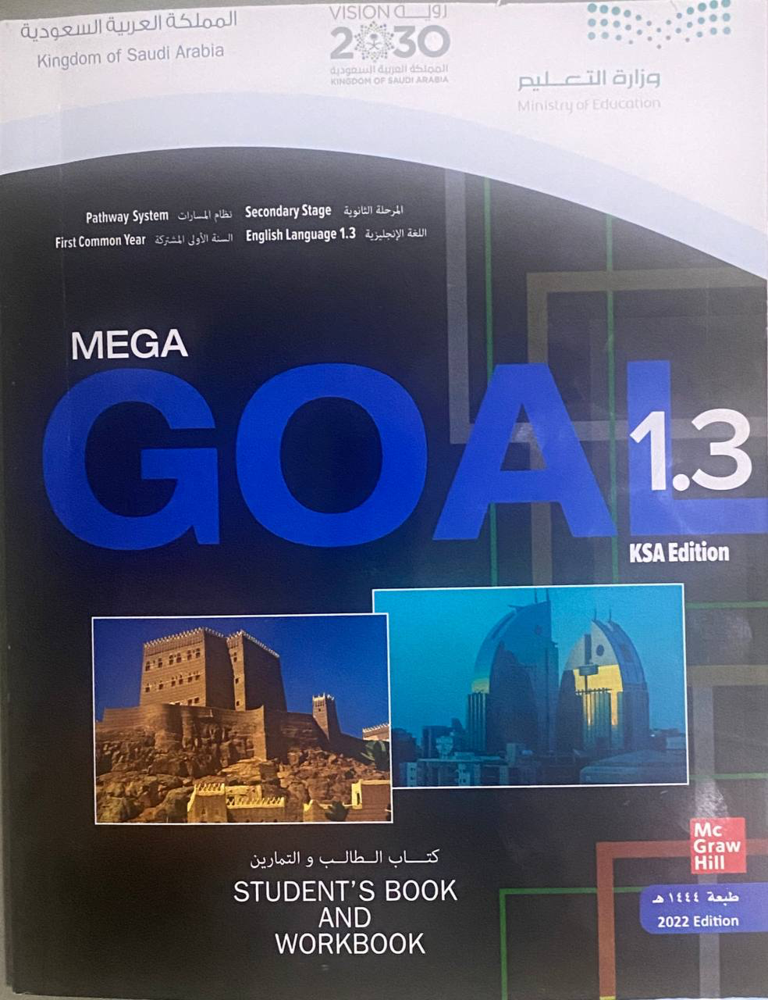 المملكة العربية السعودية
Kingdom of Saudi Arabia
VISION رؤيــة
2030
المملكة العربية السعودية
KINGDOM OF SAUDI ARABIA
وزارة التعـــليم
Ministry of Education
Pathway System نظام المسارات Secondary Stage المرحلة الثانوية
First Common Year السنة الأولى المشتركة English Language 1.3 اللغة الإنجليزية
MEGA
GOAL
1.3
KSA Edition
كتـــاب الطـالــب و التمارين
STUDENT'S BOOK
AND
WORKBOOK
Mc
Graw
Hill
طبعة ١٤٤٤ هـ
2022 Edition